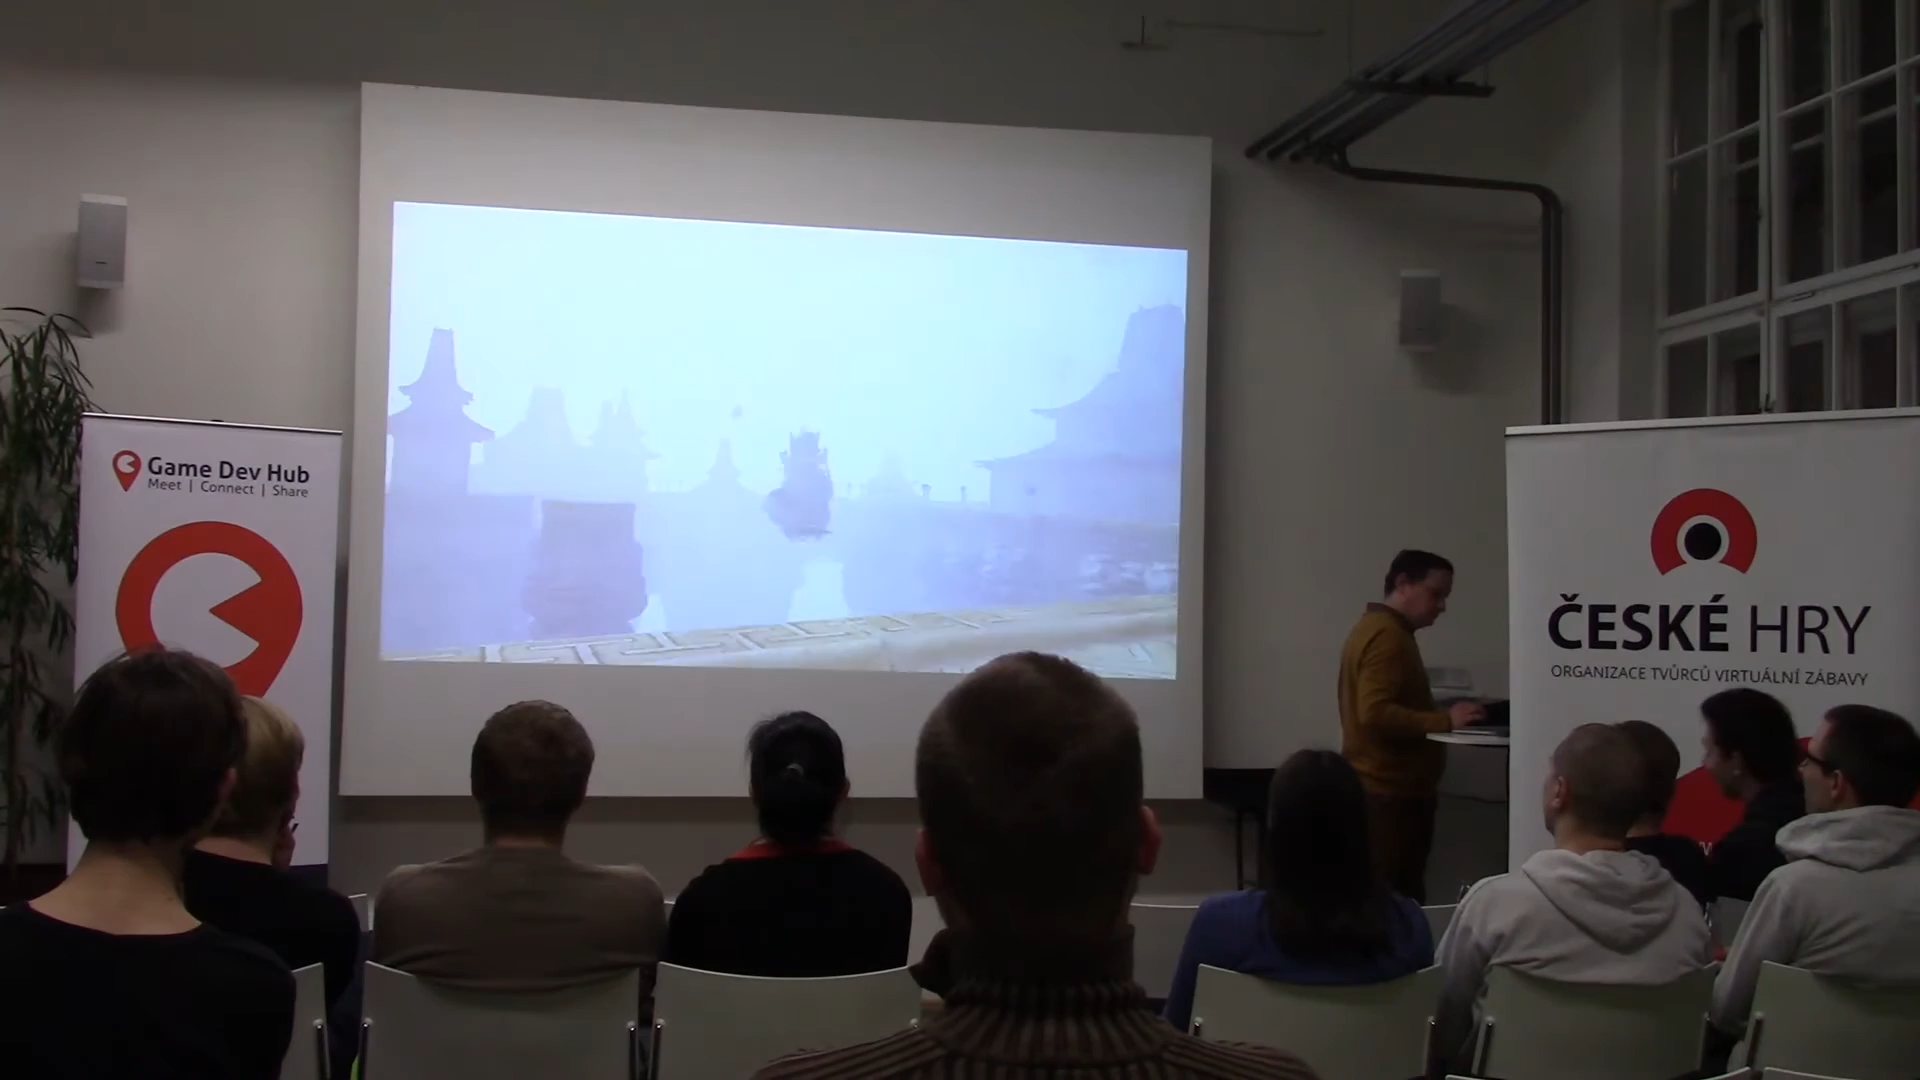 Game Dev Hub
Meet | Connect | Share
ČESKÉ HRY
ORGANIZACE TVŮRCŮ VIRTUÁLNÍ ZÁBAVY